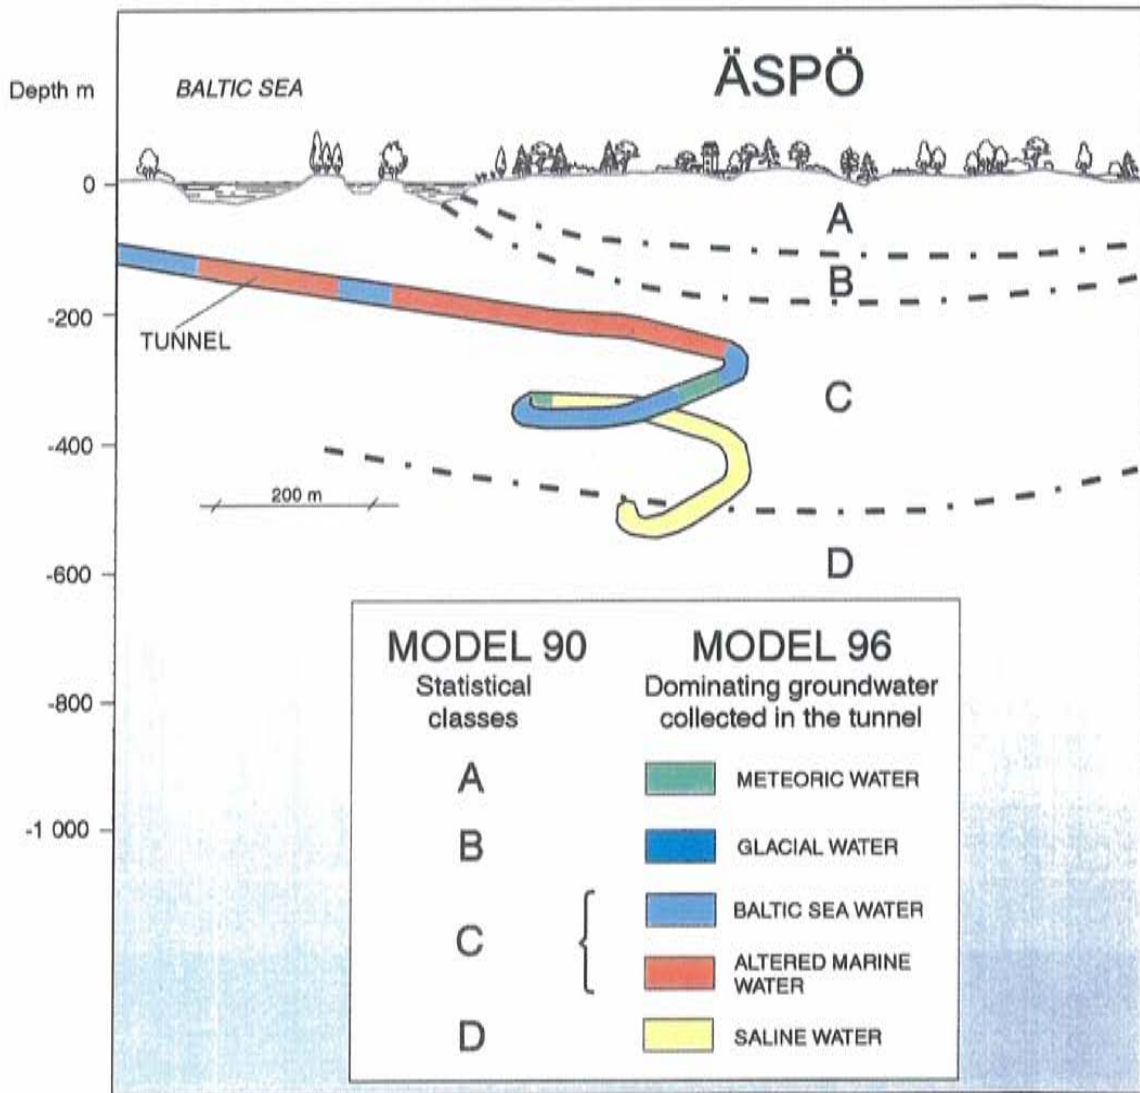 ÄSPÖ
Depth m
BALTIC SEA
0
A
B
-200
TUNNEL
C
-400
200 m
D
-600
MODEL 90
Statistical
classes
MODEL 96
Dominating groundwater
collected in the tunnel
-800
A
METEORIC WATER
-1 000
B
GLACIAL WATER
C
BALTIC SEA WATER
ALTERED MARINE
WATER
D
SALINE WATER